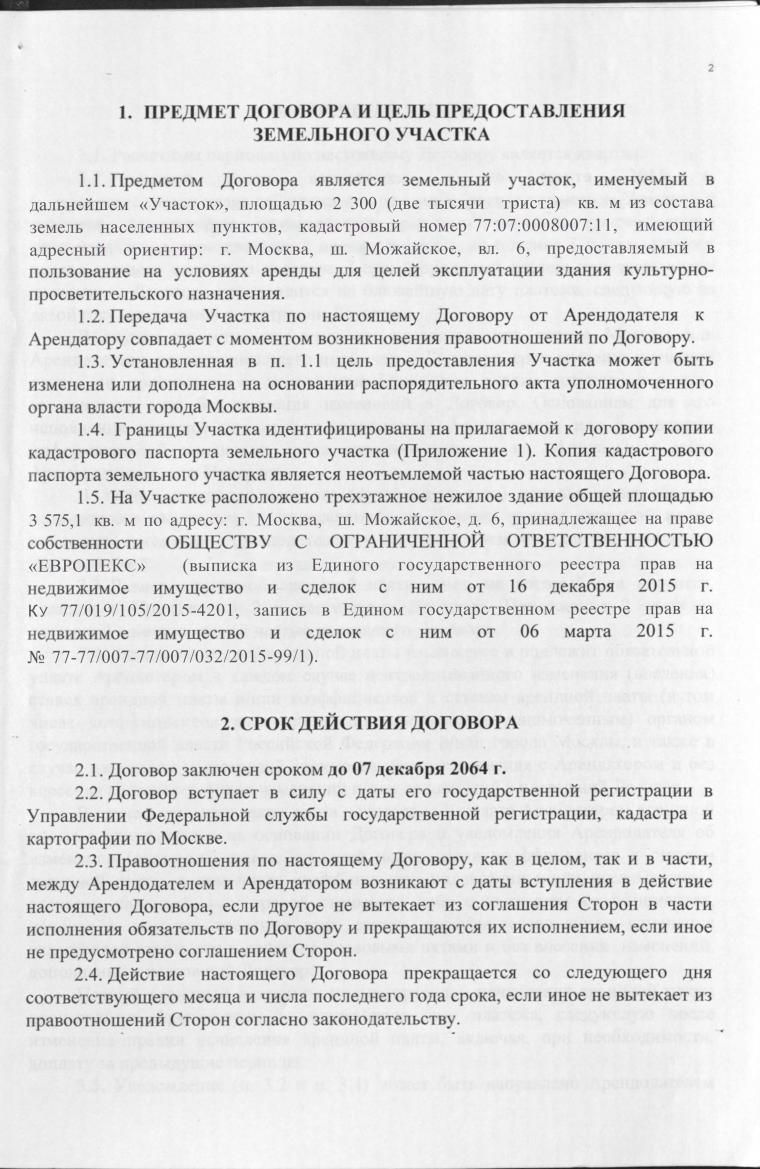 2
1. ПРЕДМЕТ ДОГОВОРА И ЦЕЛЬ ПРЕДОСТАВЛЕНИЯ
ЗЕМЕЛЬНОГО УЧАСТКА
1.1. Предметом Договора является земельный участок, именуемый в
дальнейшем «Участок», площадью 2 300 (две тысячи триста) кв. м из состава
земель населенных пунктов, кадастровый номер 77:07:0008007:11, имеющий
адресный ориентир: г. Москва, ш. Можайское, вл. 6, предоставляемый в
пользование на условиях аренды для целей эксплуатации здания культурно-
просветительского назначения.
1.2. Передача Участка по настоящему Договору от Арендодателя к
Арендатору совпадает с моментом возникновения правоотношений по Договору.
1.3. Установленная в п. 1.1 цель предоставления Участка может быть
изменена или дополнена на основании распорядительного акта уполномоченного
органа власти города Москвы.
1.4. Границы Участка идентифицированы на прилагаемой к договору копии
кадастрового паспорта земельного участка (Приложение 1). Копия кадастрового
паспорта земельного участка является неотъемлемой частью настоящего Договора.
1.5. На Участке расположено трехэтажное нежилое здание общей площадью
3 575,1 кв. м по адресу: г. Москва, ш. Можайское, д. 6, принадлежащее на праве
собственности ОБЩЕСТВУ С ОГРАНИЧЕННОЙ ОТВЕТСТВЕННОСТЬЮ
«ЕВРОПЕКС» (выписка из Единого государственного реестра прав на
недвижимое имущество и сделок с ним от 16 декабря 2015 г.
КУ 77/019/105/2015-4201, запись в Едином государственном реестре прав на
недвижимое имущество и сделок с ним от 06 марта 2015 г.
№ 77-77/007-77/007/032/2015-99/1).
2. СРОК ДЕЙСТВИЯ ДОГОВОРА
2.1. Договор заключен сроком до 07 декабря 2064 г.
2.2. Договор вступает в силу с даты его государственной регистрации в
Управлении Федеральной службы государственной регистрации, кадастра и
картографии по Москве.
2.3. Правоотношения по настоящему Договору, как в целом, так и в части,
между Арендодателем и Арендатором возникают с даты вступления в действие
настоящего Договора, если другое не вытекает из соглашения Сторон в части
исполнения обязательств по Договору и прекращаются их исполнением, если иное
не предусмотрено соглашением Сторон.
2.4. Действие настоящего Договора прекращается со следующего дня
соответствующего месяца и числа последнего года срока, если иное не вытекает из
правоотношений Сторон согласно законодательству.